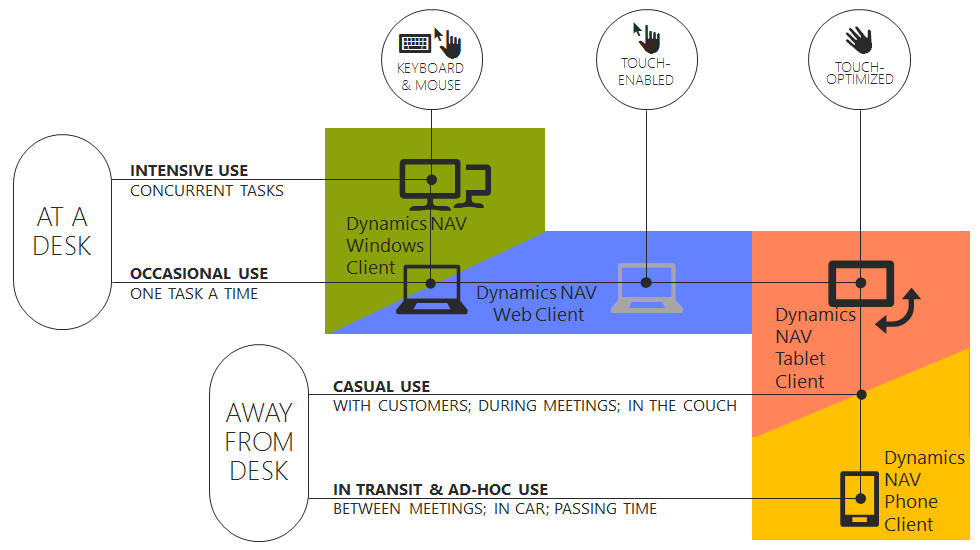 KEYBOARD
& MOUSE
TOUCH-
ENABLED
TOUCH-
OPTIMIZED
AT A
DESK
INTENSIVE USE
CONCURRENT TASKS
OCCASIONAL USE
ONE TASK A TIME
Dynamics NAV
Windows
Client
Dynamics NAV
Web Client
Dynamics
NAV
Tablet
Client
AWAY
FROM
DESK
CASUAL USE
WITH CUSTOMERS; DURING MEETINGS; IN THE COUCH
IN TRANSIT & AD-HOC USE
BETWEEN MEETINGS; IN CAR; PASSING TIME
Dynamics
NAV
Phone
Client